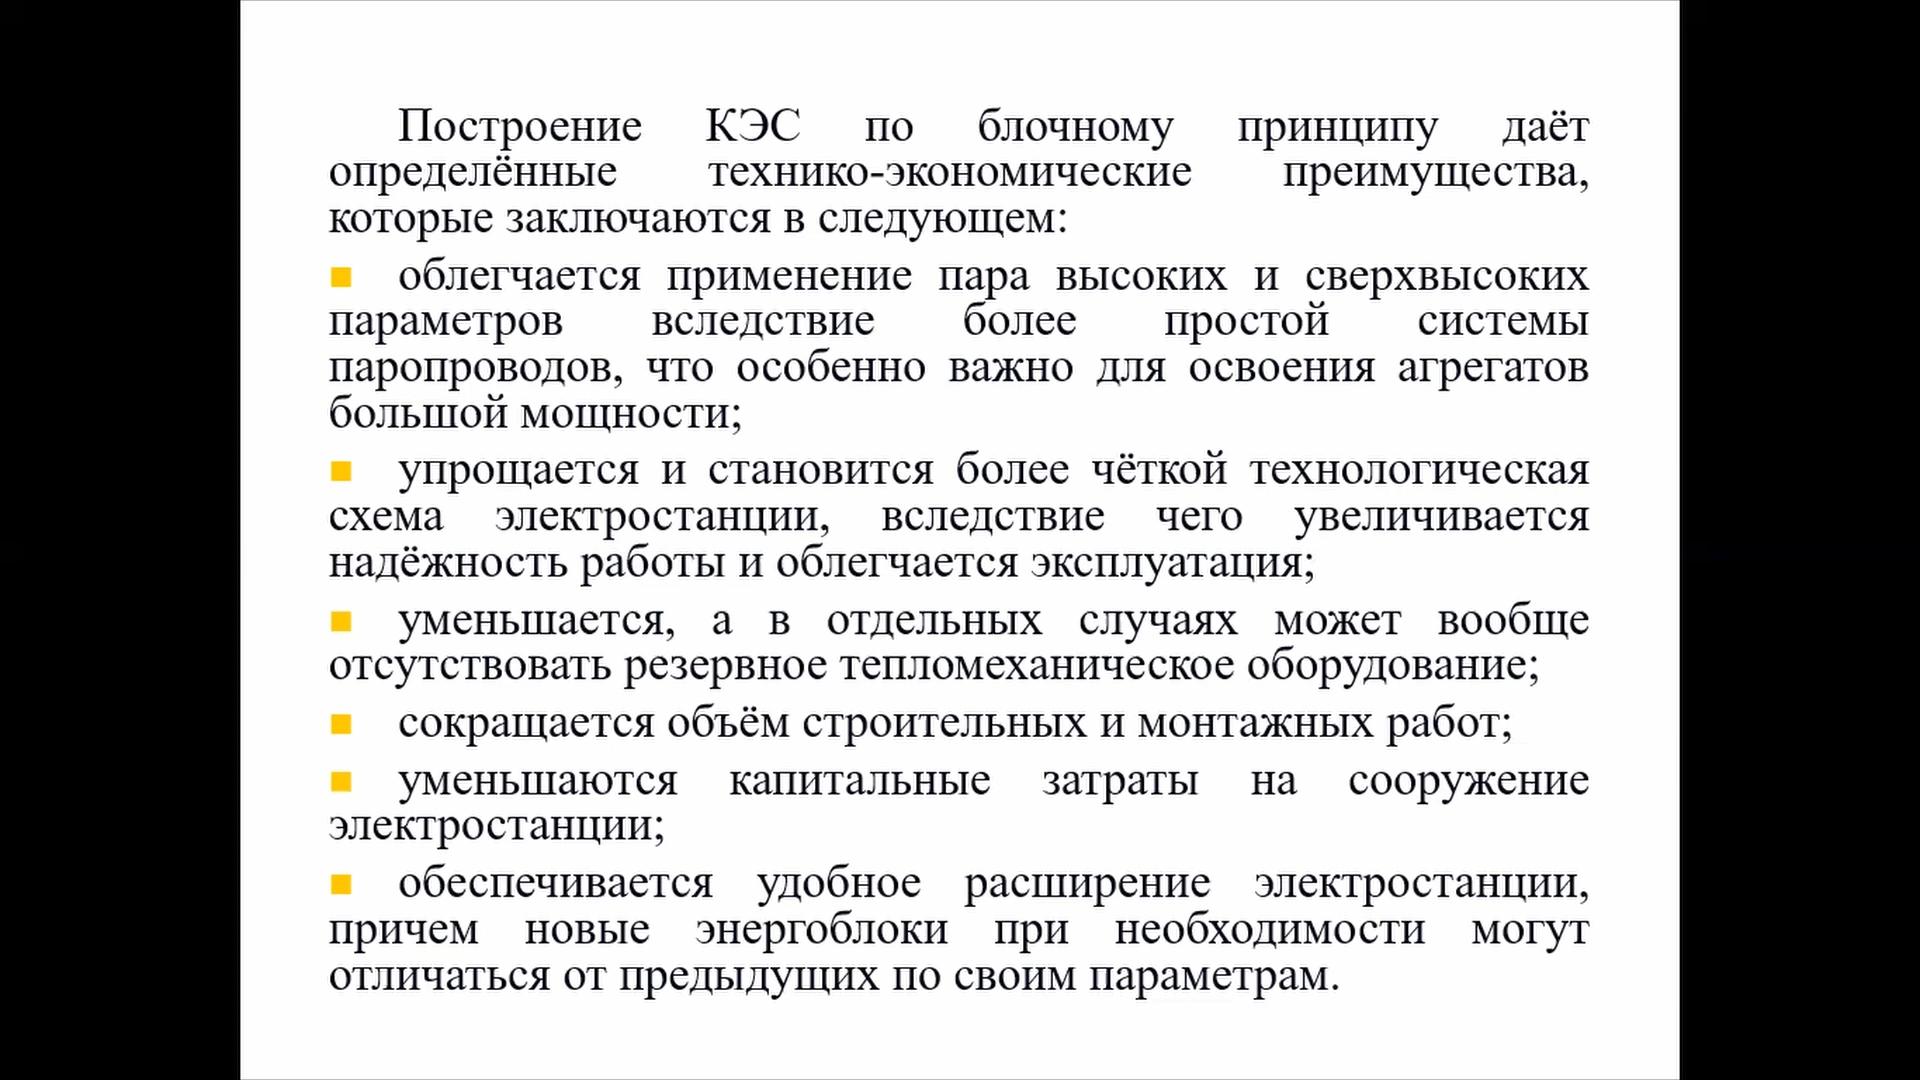 Построение КЭС по блочному принципу даёт
определённые технико-экономические преимущества,
которые заключаются в следующем:
облегчается применение пара высоких и сверхвысоких
параметров вследствие более простой системы
паропроводов, что особенно важно для освоения агрегатов
большой мощности;
упрощается и становится более чёткой технологическая
схема электростанции, вследствие чего увеличивается
надёжность работы и облегчается эксплуатация;
уменьшается, а в отдельных случаях может вообще
отсутствовать резервное тепломеханическое оборудование;
сокращается объём строительных и монтажных работ;
уменьшаются капитальные затраты на сооружение
электростанции;
обеспечивается удобное расширение электростанции,
причем новые энергоблоки при необходимости могут
отличаться от предыдущих по своим параметрам.